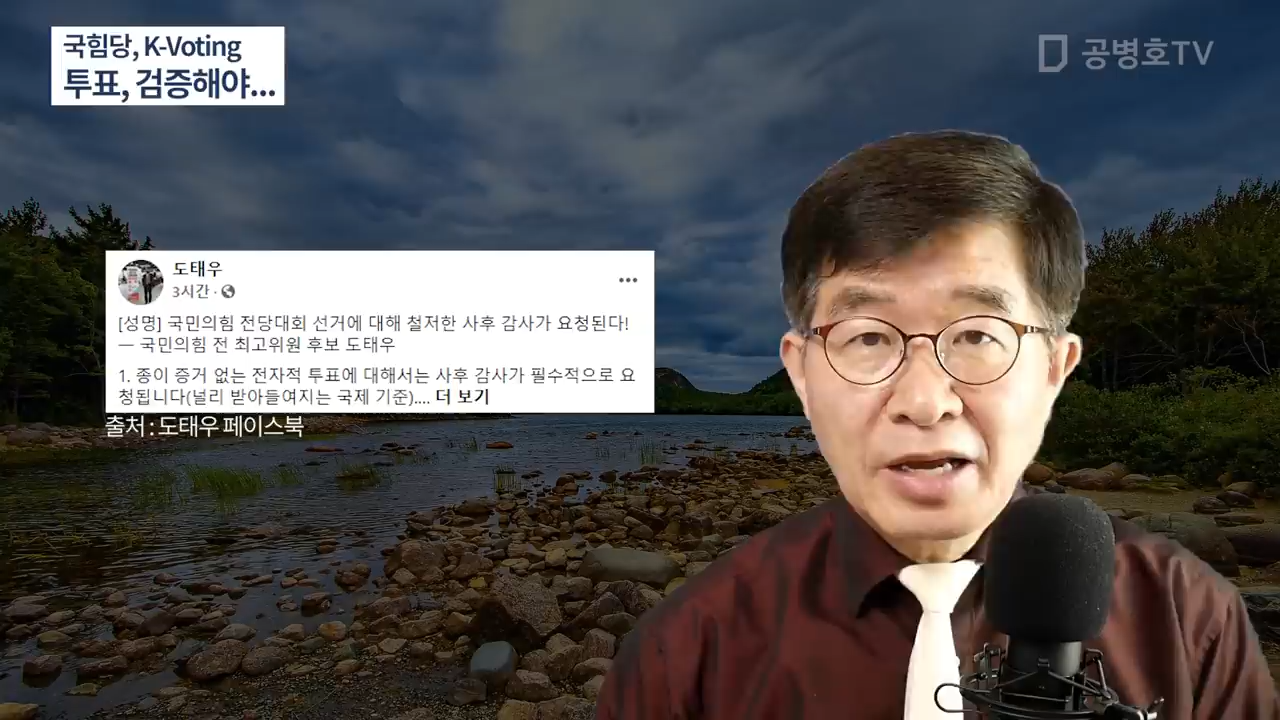 국힘당, K-Voting
투표, 검증해야...
공병호TV
도태우
3시간 ·
[성명] 국민의힘 전당대회 선거에 대해 철저한 사후 감사가 요청된다!
ㅡ 국민의힘 전 최고위원 후보 도태우
1. 종이 증거 없는 전자적 투표에 대해서는 사후 감사가 필수적으로 요
청됩니다(널리 받아들여지는 국제 기준).... 더 보기
출처 : 도태우 페이스북